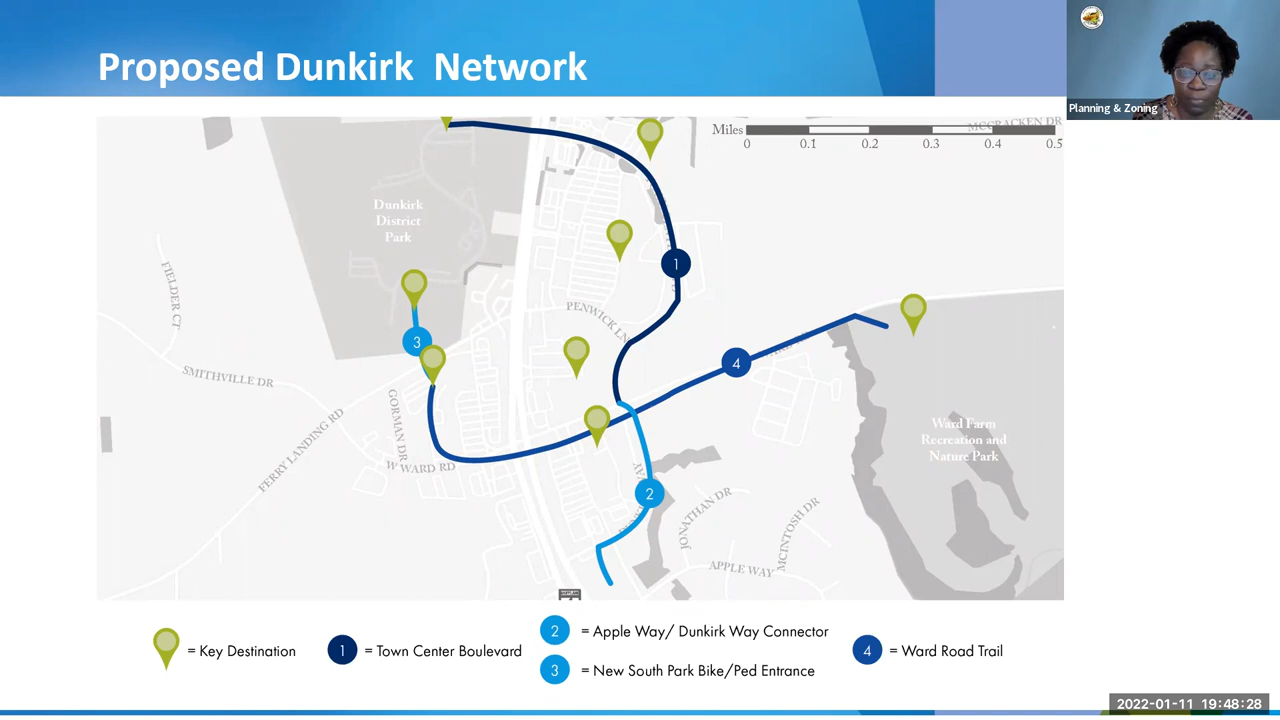 Proposed Dunkirk Network
Planning & Zoning
MCCRACKEN DR
Miles
0 0.1 0.2 0.3 0.4 0.5
Dunkirk
District
Park
FIELDER CT
1
PENWICK LN
3
4
SMITHVILLE DR
GORMAN DR
FERRY LANDING RD
W WARD RD
Ward Farm
Recreation and
Nature Park
2
JONATHAN DR
MCINTOSH DR
APPLE WAY
= Key Destination
1 = Town Center Boulevard
2 = Apple Way/ Dunkirk Way Connector
3 = New South Park Bike/Ped Entrance
4 = Ward Road Trail
2022-01-11 19:48:28